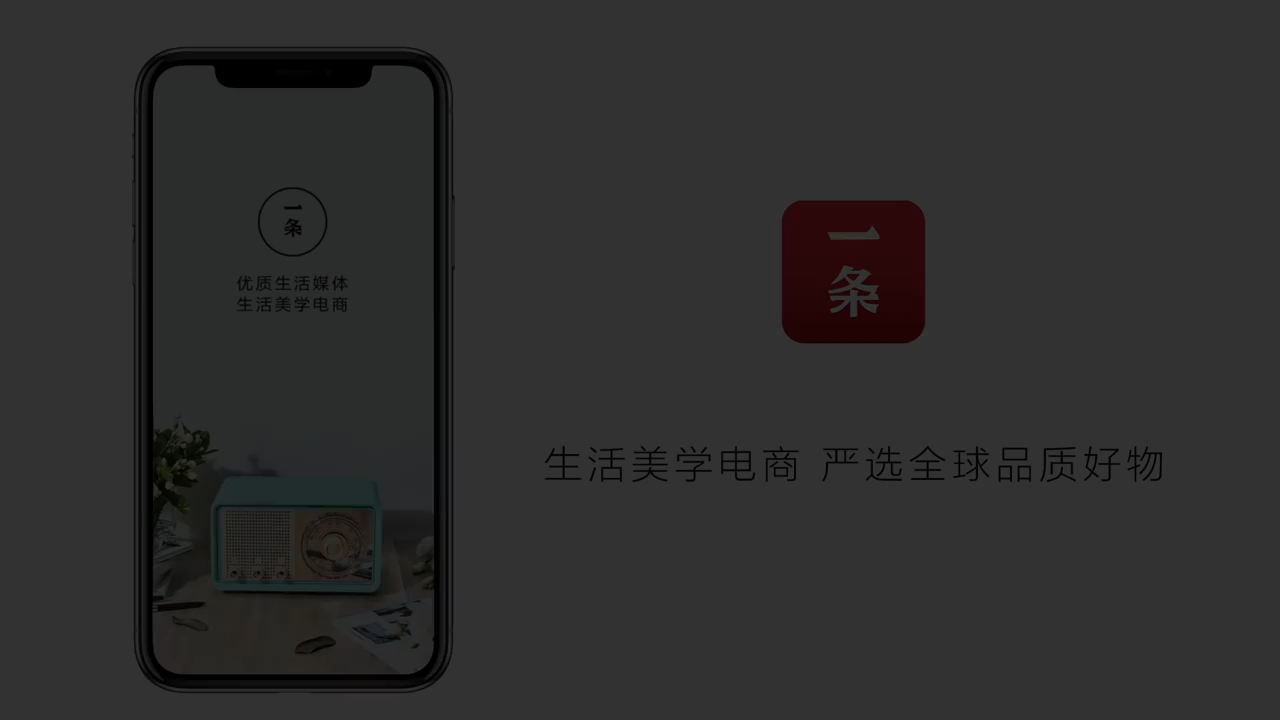 一
条
优质生活媒体
生活美学电商
一
条
生活美学电商 严选全球品质好物